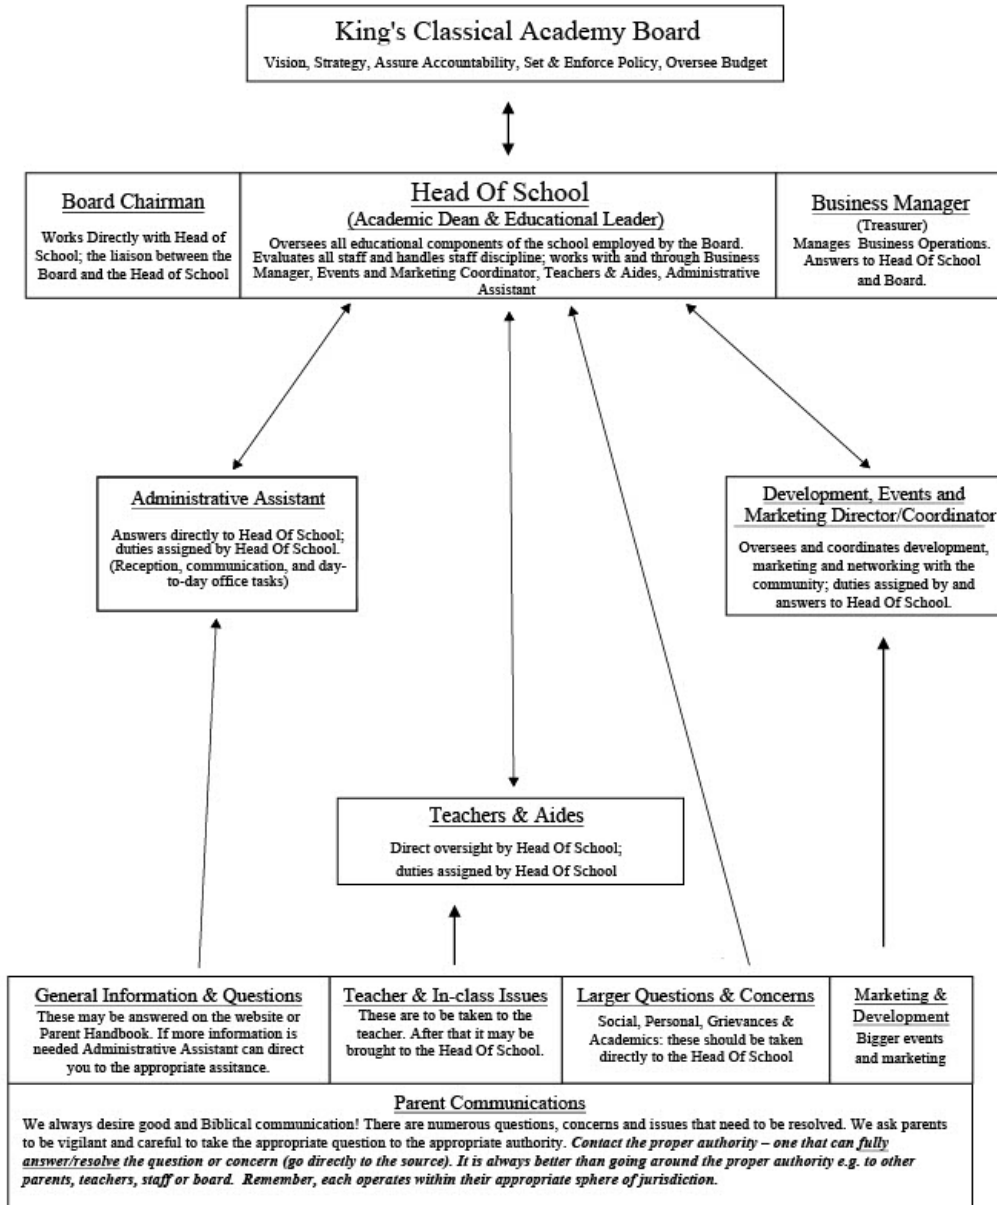 King's Classical Academy Board
Vision, Strategy, Assure Accountability, Set & Enforce Policy, Oversee Budget
Board Chairman
Works Directly with Head of
School; the liaison between the
Board and the Head of School
Head Of School
(Academic Dean & Educational Leader)
Oversees all educational components of the school employed by the Board.
Evaluates all staff and handles staff discipline; works with and through Business
Manager, Events and Marketing Coordinator, Teachers & Aides, Administrative
Assistant
Business Manager
(Treasurer)
Manages Business Operations.
Answers to Head Of School
and Board.
Administrative Assistant
Answers directly to Head Of School;
duties assigned by Head Of School.
(Reception, communication, and day-
to-day office tasks)
Development, Events and
Marketing Director/Coordinator
Oversees and coordinates development,
marketing and networking with the
community; duties assigned by and
answers to Head Of School.
Teachers & Aides
Direct oversight by Head Of School;
duties assigned by Head Of School
General Information & Questions
These may be answered on the website or
Parent Handbook. If more information is
needed Administrative Assistant can direct
you to the appropriate assitance.
Teacher & In-class Issues
These are to be taken to the
teacher. After that it may be
brought to the Head Of School.
Larger Questions & Concerns
Social, Personal, Grievances &
Academics: these should be taken
directly to the Head Of School
Marketing &
Development
Bigger events
and marketing
Parent Communications
We always desire good and Biblical communication! There are numerous questions, concerns and issues that need to be resolved. We ask parents
to be vigilant and careful to take the appropriate question to the appropriate authority. Contact the proper authority – one that can fully
answer/resolve the question or concern (go directly to the source). It is always better than going around the proper authority e.g. to other
parents, teachers, staff or board. Remember, each operates within their appropriate sphere of jurisdiction.